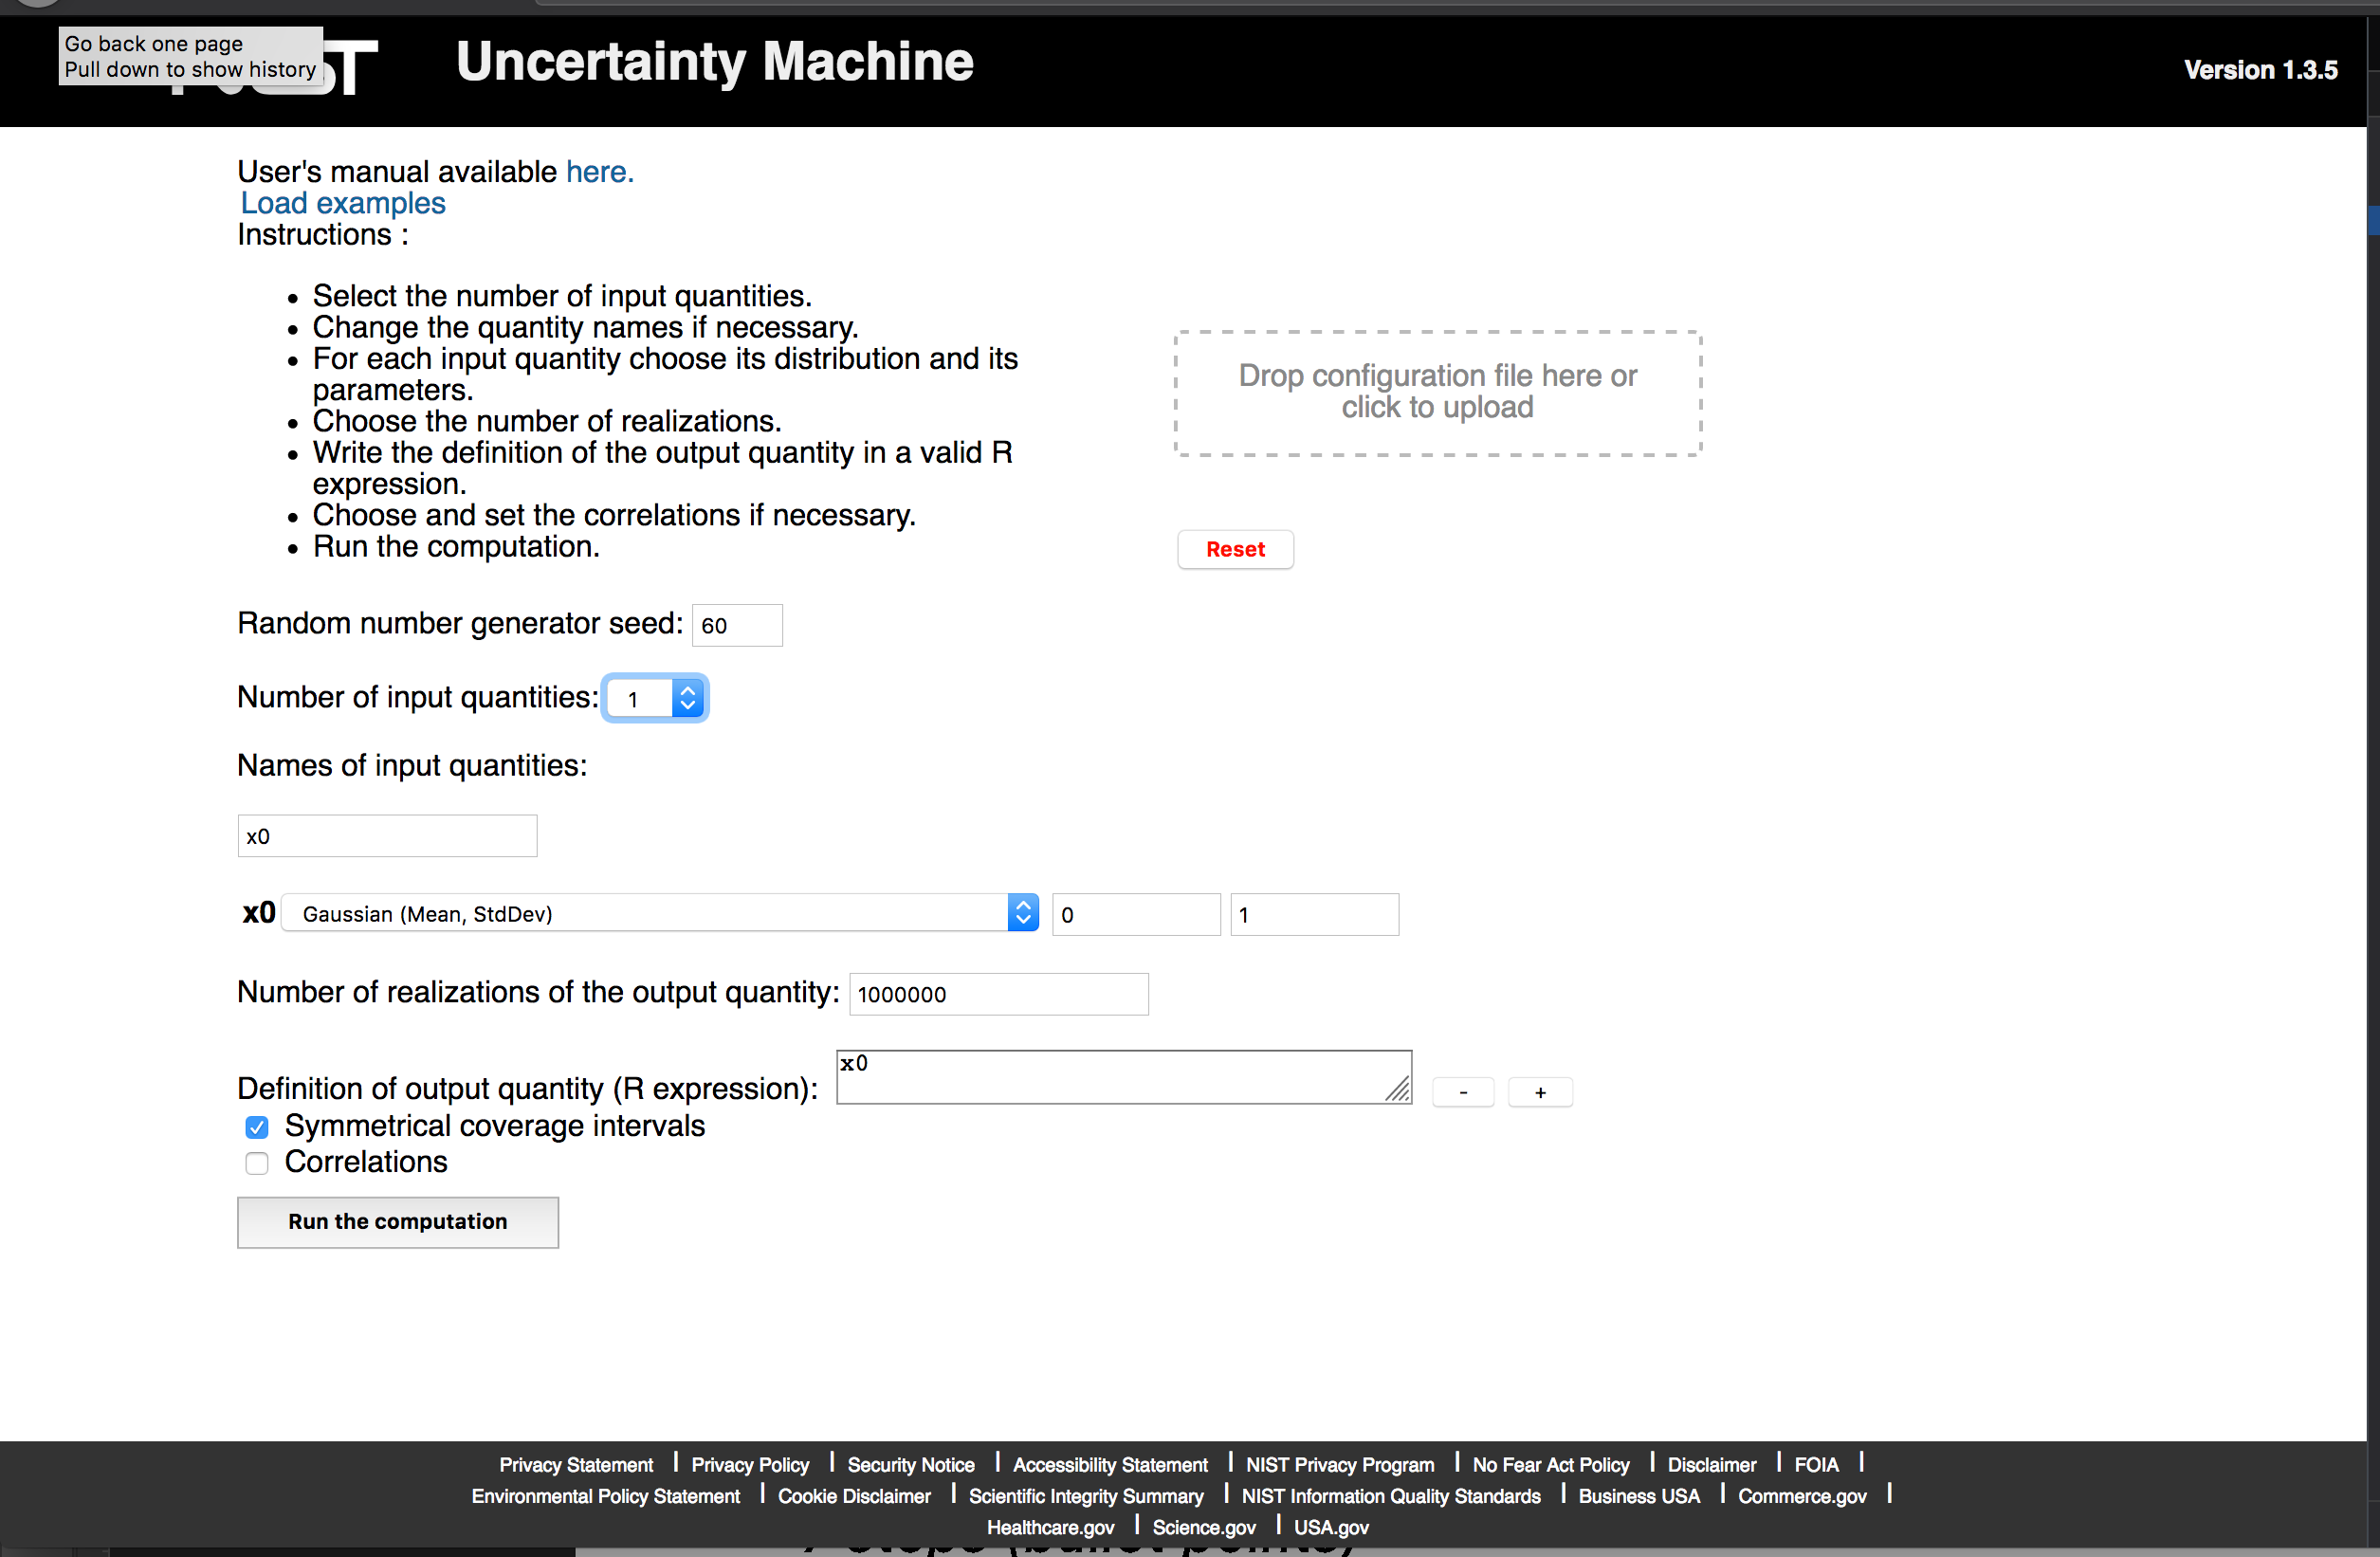 Go back one page
Pull down to show history
Uncertainty Machine
Version 1.3.5
User's manual available here.
Load examples
Instructions :
Select the number of input quantities.
Change the quantity names if necessary.
For each input quantity choose its distribution and its
parameters.
Choose the number of realizations.
Write the definition of the output quantity in a valid R
expression.
Choose and set the correlations if necessary.
Run the computation.
Drop configuration file here or
click to upload
Reset
Random number generator seed: 60
Number of input quantities: 1
Names of input quantities:
x0
x0 Gaussian (Mean, StdDev) 0 1
Number of realizations of the output quantity: 1000000
x0
Definition of output quantity (R expression): - +
Symmetrical coverage intervals
Correlations
Run the computation
Privacy Statement | Privacy Policy | Security Notice | Accessibility Statement | NIST Privacy Program | No Fear Act Policy | Disclaimer | FOIA |
Environmental Policy Statement | Cookie Disclaimer | Scientific Integrity Summary | NIST Information Quality Standards | Business USA | Commerce.gov |
Healthcare.gov | Science.gov | USA.gov